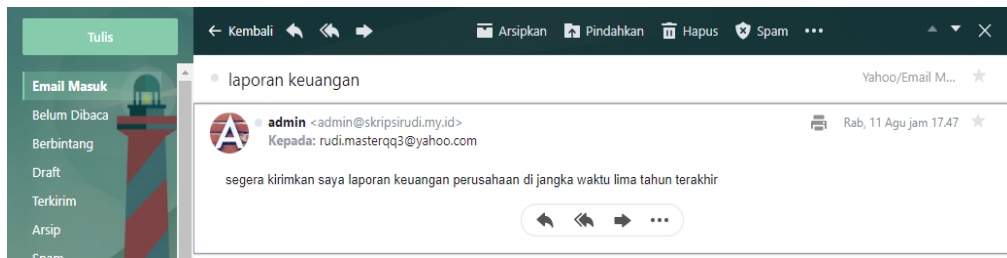 Tulis
← Kembali
Arsipkan
Pindahkan
Hapus
Spam
Email Masuk
Belum Dibaca
Berbintang
Draft
Terkirim
Arsip
Spam
laporan keuangan
Yahoo/Email M...
A
admin <admin@skripsirudi.my.id>
Rab, 11 Agu jam 17.47
Kepada: rudi.masterqq3@yahoo.com
segera kirimkan saya laporan keuangan perusahaan di jangka waktu lima tahun terakhir